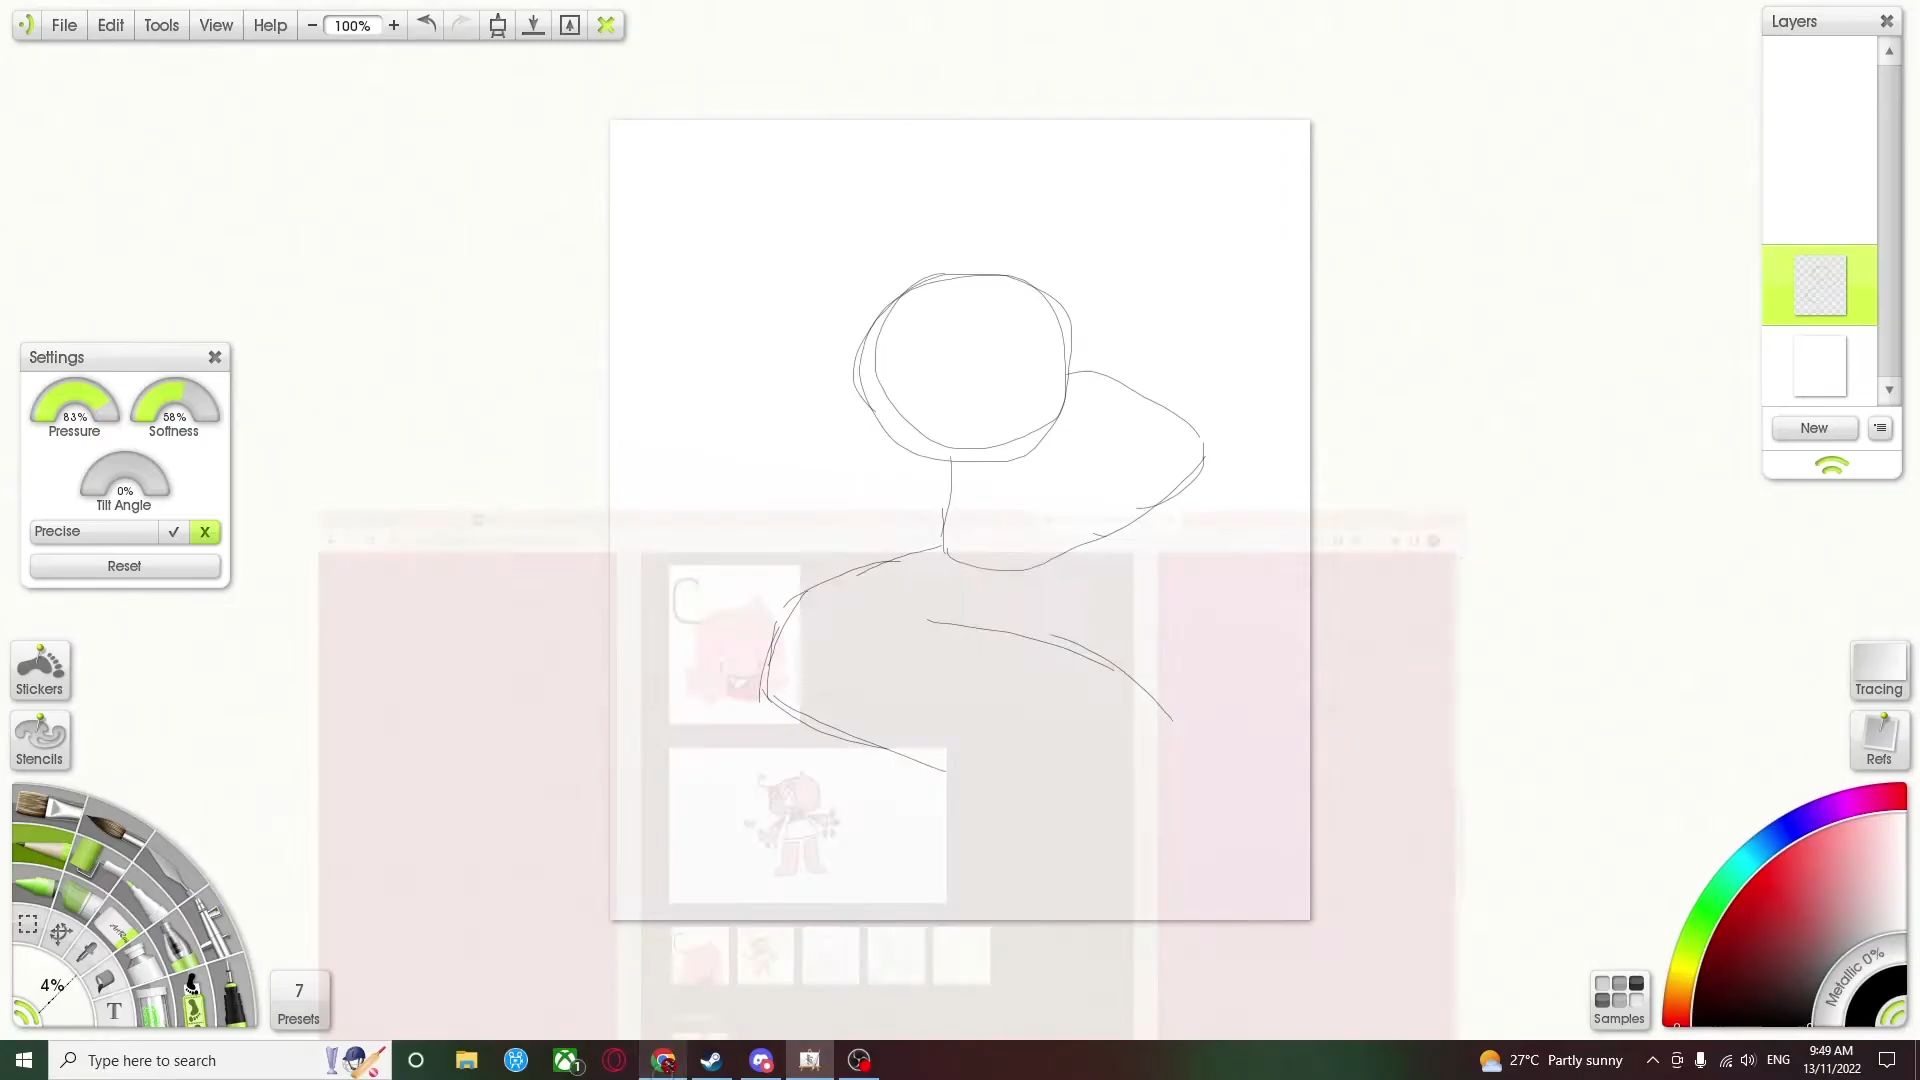 File Edit Tools View Help − 100% +
Layers
New
Settings
83% 58%
Pressure Softness
0%
Tilt Angle
Precise ✓ X
Reset
Stickers
Stencils
4%
T
7
Presets
Tracing
Refs
Metallic 0%
Samples
Type here to search
1
27°C Partly sunny
ENG
9:49 AM
13/11/2022